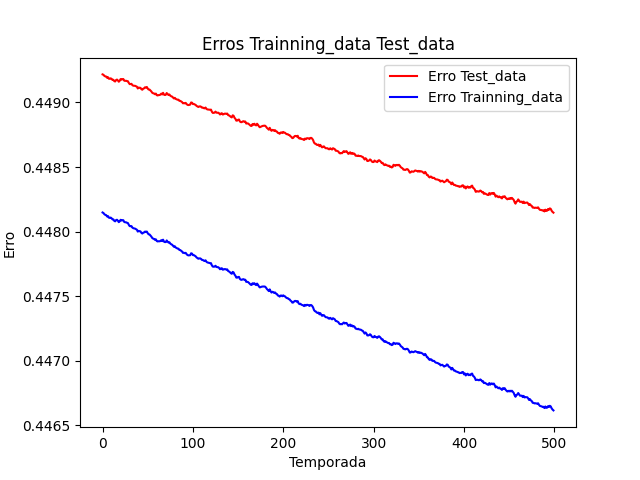 Erros Trainning_data Test_data
Erro Test_data
Erro Trainning_data
Erro
0.4490
0.4485
0.4480
0.4475
0.4470
0.4465
0 100 200 300 400 500
Temporada